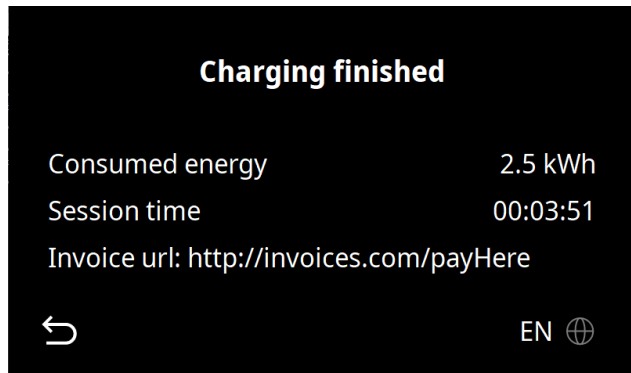 Charging finished
Consumed energy 2.5 kWh
Session time 00:03:51
Invoice url: http://invoices.com/payHere
EN